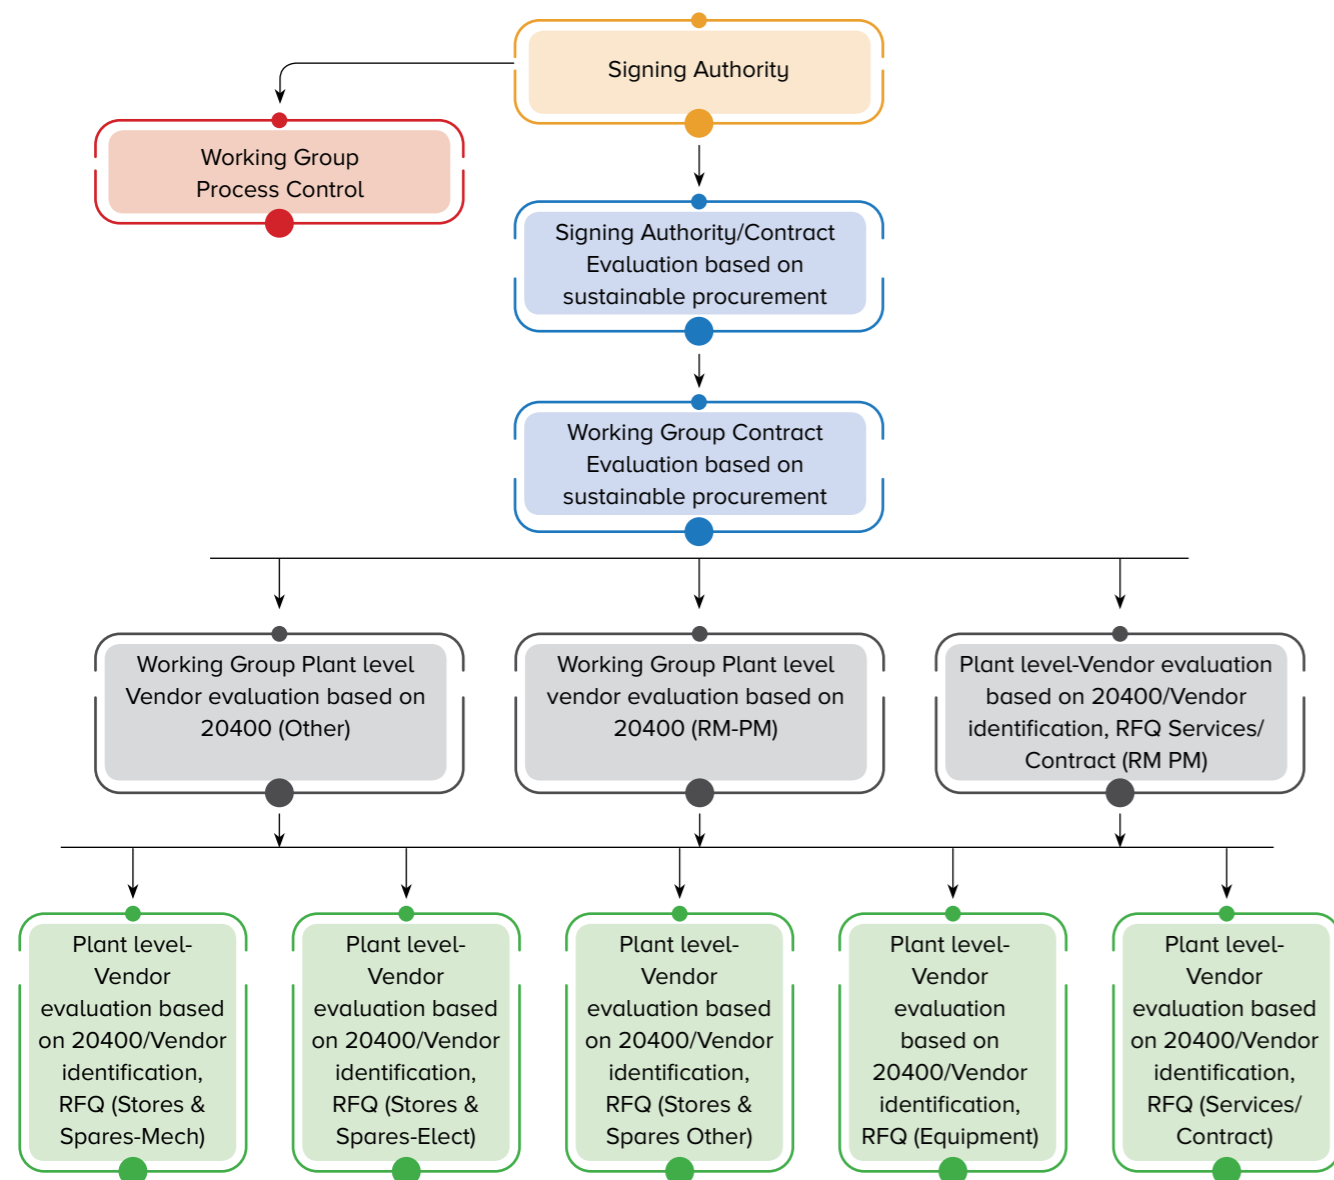 Signing Authority
Working Group
Process Control
Signing Authority/Contract
Evaluation based on
sustainable procurement
Working Group Contract
Evaluation based on
sustainable procurement
Working Group Plant level
Vendor evaluation based on
20400 (Other)
Working Group Plant level
vendor evaluation based on
20400 (RM-PM)
Plant level-Vendor evaluation
based on 20400/Vendor
identification, RFQ Services/
Contract (RM PM)
Plant level-
Vendor
evaluation based
on 20400/Vendor
identification,
RFQ (Stores &
Spares-Mech)
Plant level-
Vendor
evaluation based
on 20400/Vendor
identification,
RFQ (Stores &
Spares-Elect)
Plant level-
Vendor
evaluation based
on 20400/Vendor
identification,
RFQ (Stores &
Spares Other)
Plant level-
Vendor
evaluation
based on
20400/Vendor
identification,
RFQ (Equipment)
Plant level-
Vendor
evaluation based
on 20400/Vendor
identification,
RFQ (Services/
Contract)